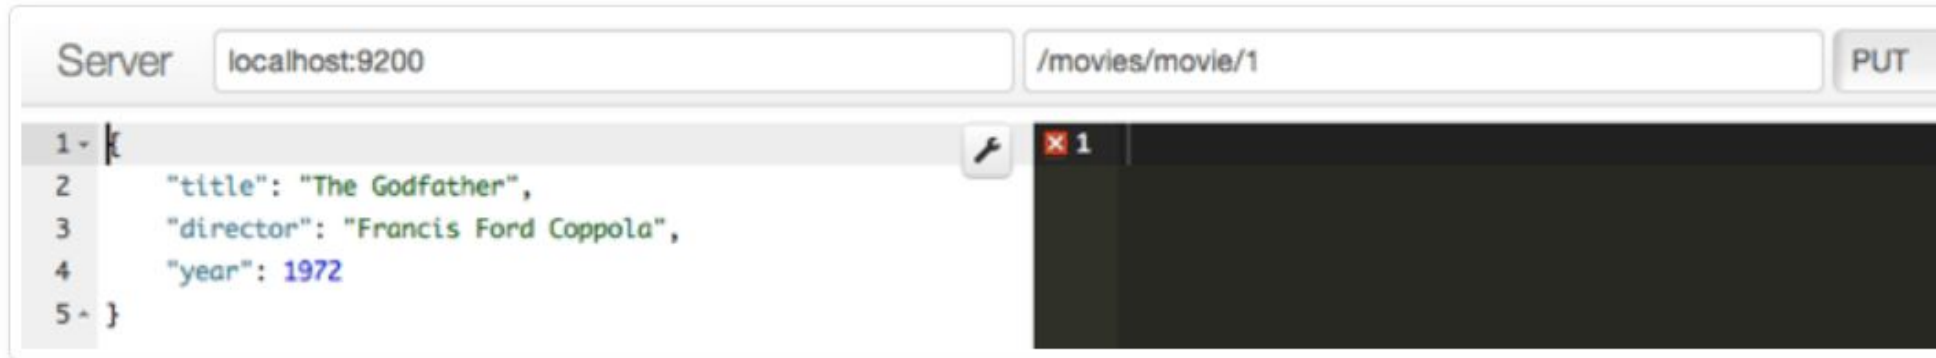 Server localhost:9200 /movies/movie/1 PUT
1 {
2 "title": "The Godfather",
3 "director": "Francis Ford Coppola",
4 "year": 1972
5 }
1